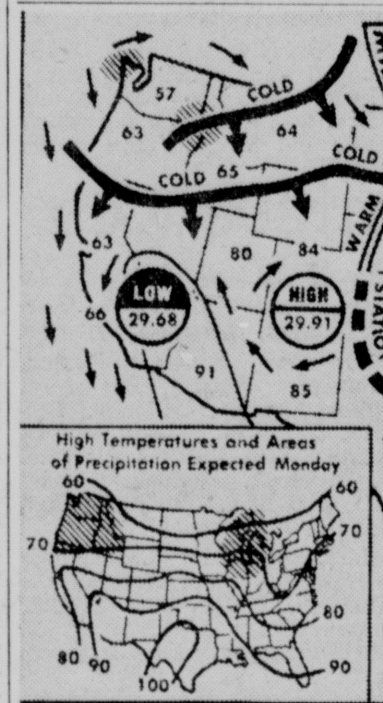 57
COLD
63
64
65
COLD
COLD
63
80
84
WARM
LOW
29.68
HIGH
29.91
66
91
85
High Temperatures and Areas
of Precipitation Expected Monday
60
60
70
70
80
80
90
90
100